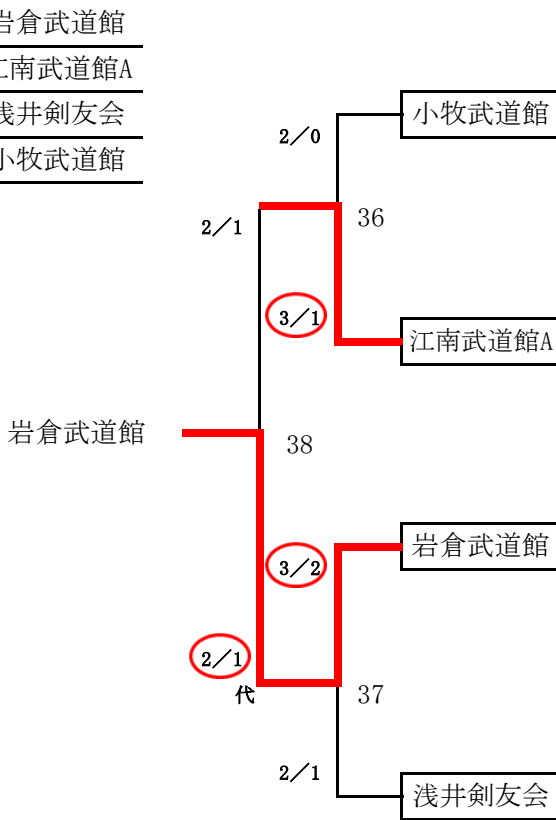 岩倉武道館
江南武道館A
浅井剣友会
小牧武道館
小牧武道館
2／0
36
2／1
3／1
江南武道館A
岩倉武道館
38
岩倉武道館
3／2
2／1
代
37
2／1
浅井剣友会